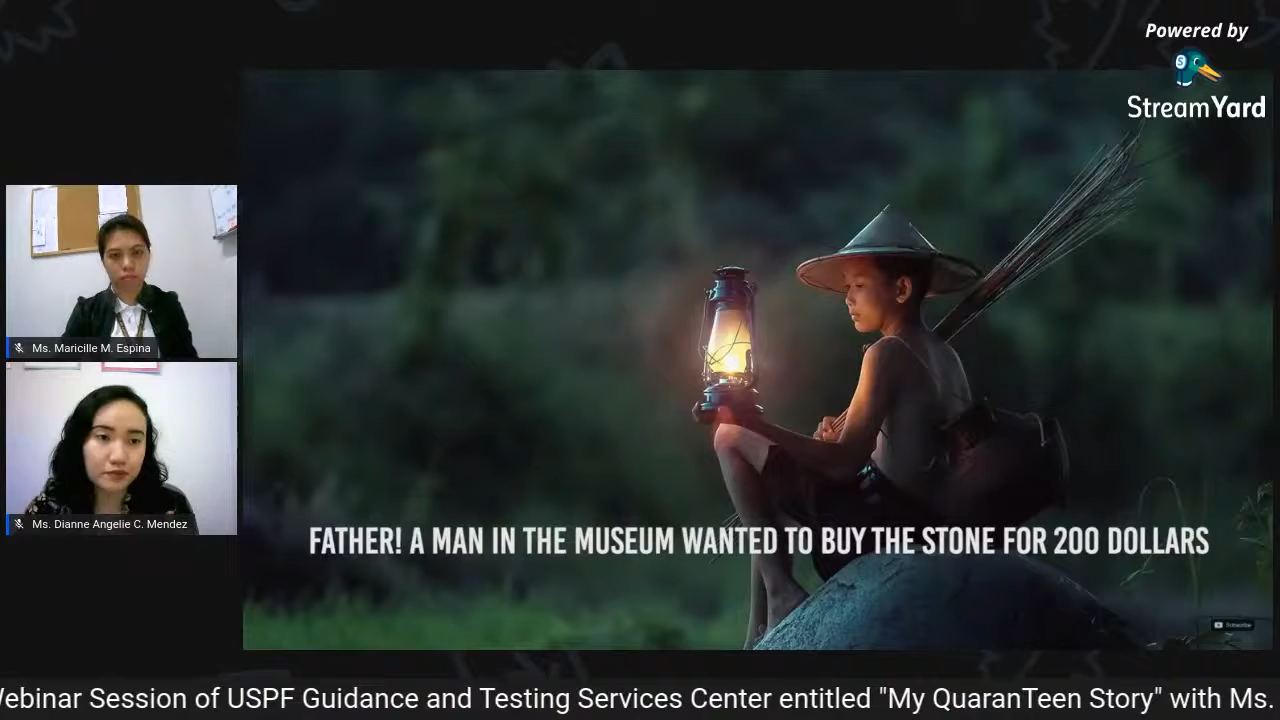 Powered by
StreamYard
Ms. Maricille M. Espina
Ms. Dianne Angelie C. Mendez
FATHER! A MAN IN THE MUSEUM WANTED TO BUY THE STONE FOR 200 DOLLARS
Subscribe
Webinar Session of USPF Guidance and Testing Services Center entitled "My QuaranTeen Story" with Ms.